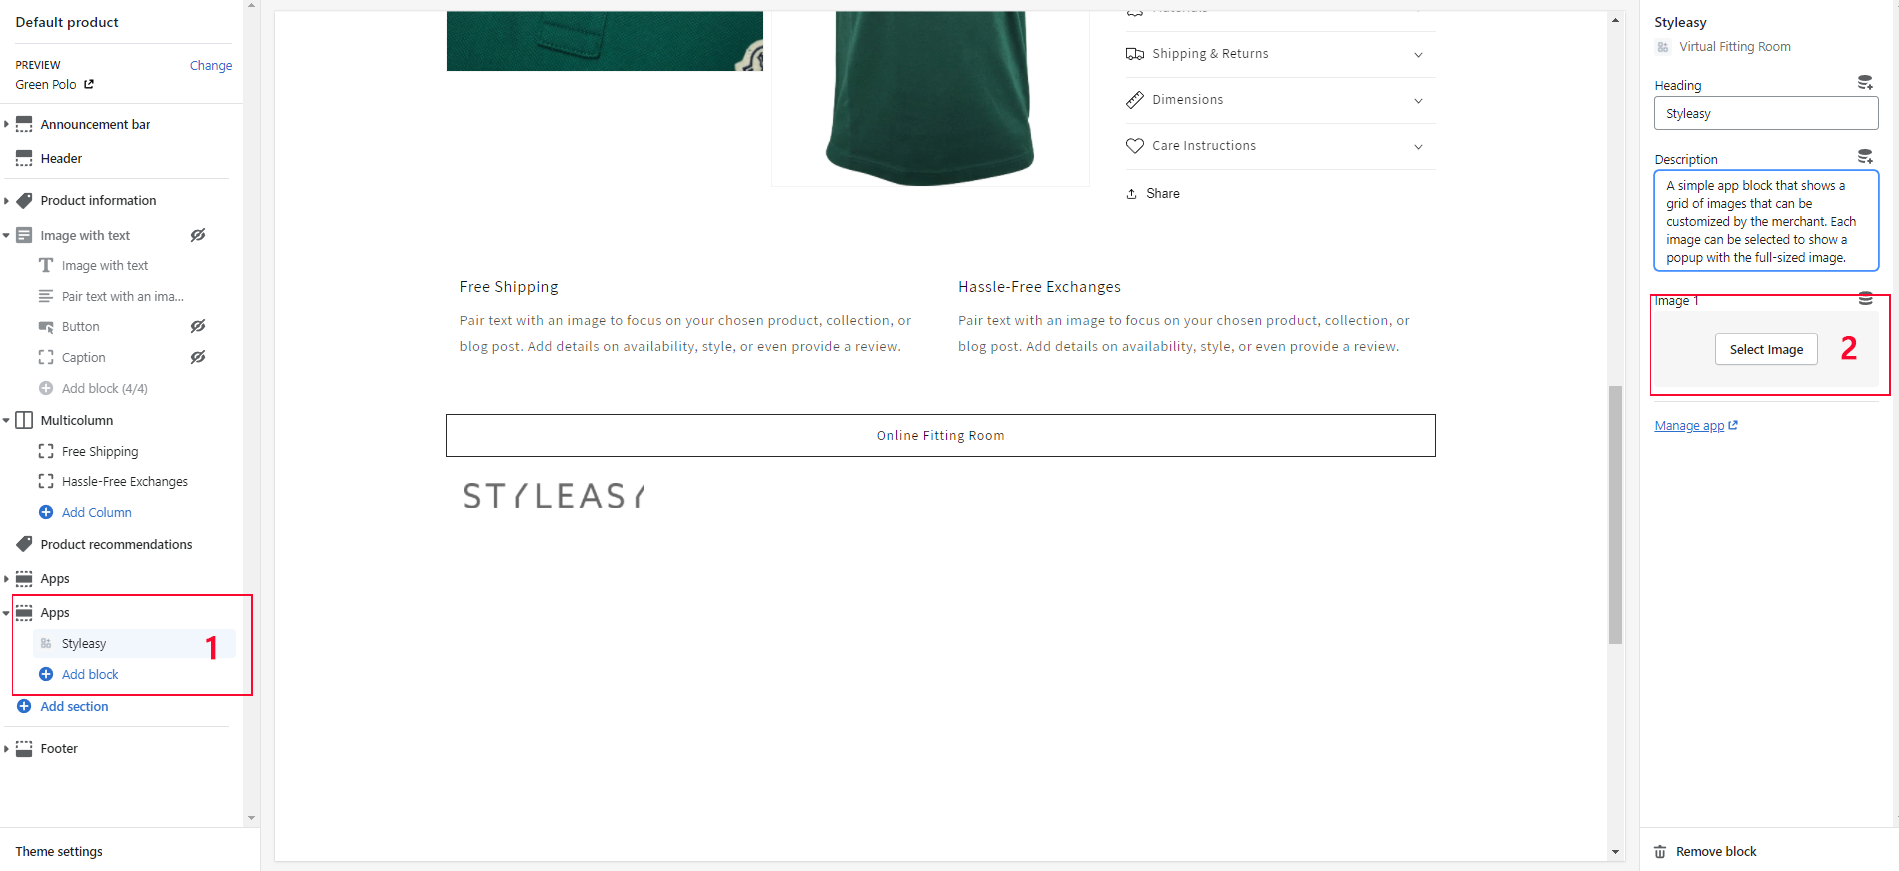 Default product
PREVIEW
Change
Green Polo
Announcement bar
Header
Product information
Image with text
Image with text
Pair text with an ima...
Button
Caption
Add block (4/4)
Multicolumn
Free Shipping
Hassle-Free Exchanges
Add Column
Product recommendations
Apps
Apps
Styleasy
1
Add block
Add section
Footer
Theme settings
Materials
Shipping & Returns
Dimensions
Care Instructions
Share
Free Shipping
Pair text with an image to focus on your chosen product, collection, or
blog post. Add details on availability, style, or even provide a review.
Hassle-Free Exchanges
Pair text with an image to focus on your chosen product, collection, or
blog post. Add details on availability, style, or even provide a review.
Online Fitting Room
STYLEASY
Styleasy
Virtual Fitting Room
Heading
Styleasy
Description
A simple app block that shows a
grid of images that can be
customized by the merchant. Each
image can be selected to show a
popup with the full-sized image.
Image 1
Select Image
2
Manage app
Remove block